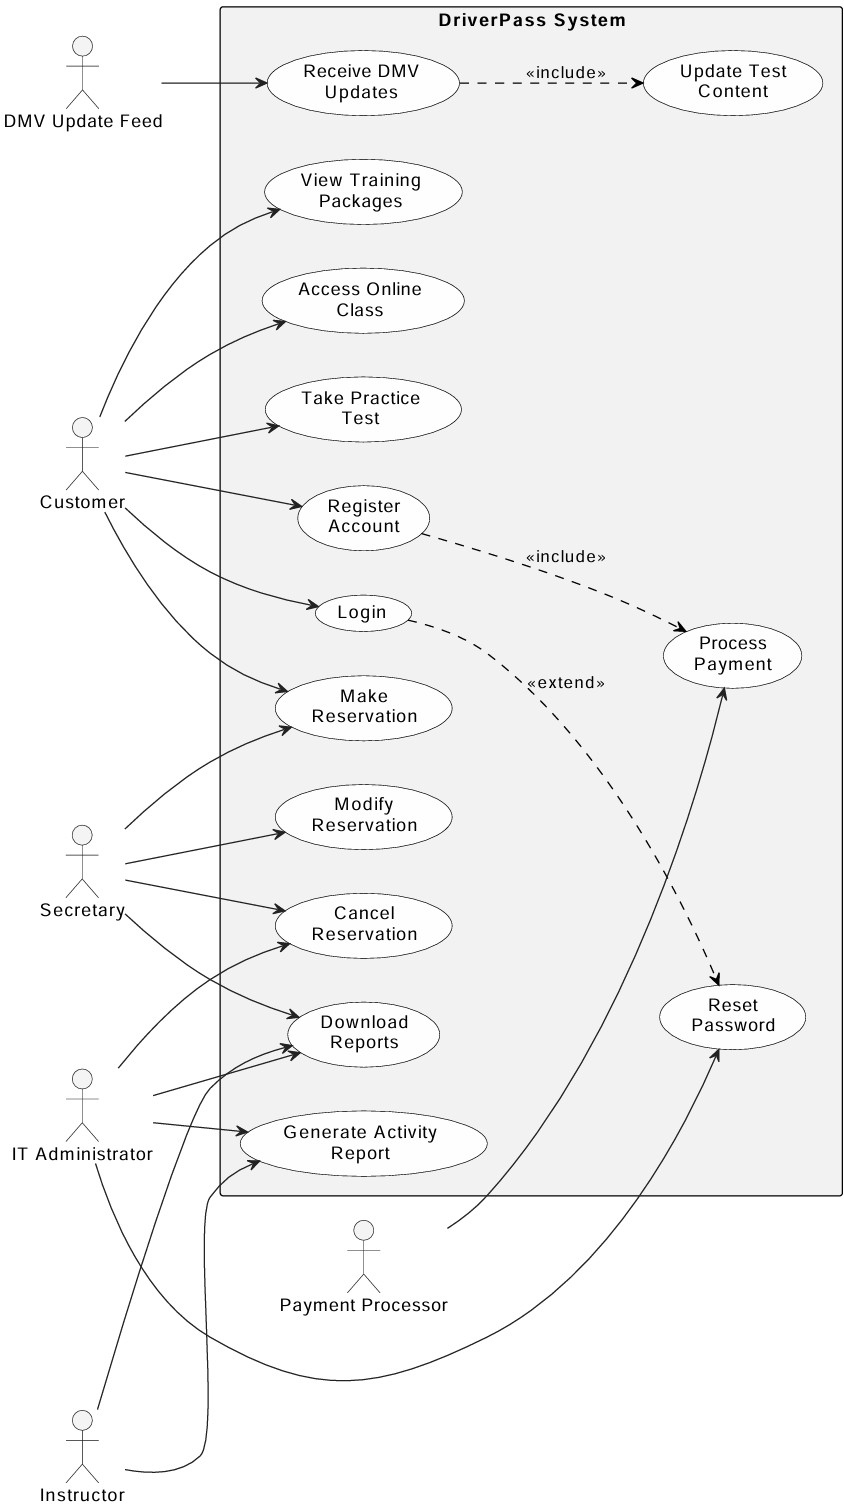 DriverPass System
DMV Update Feed
Receive DMV
Updates
«include»
Update Test
Content
View Training
Packages
Access Online
Class
Take Practice
Test
Customer
Register
Account
«include»
Login
Process
Payment
«extend»
Make
Reservation
Modify
Reservation
Secretary
Cancel
Reservation
Download
Reports
Reset
Password
IT Administrator
Generate Activity
Report
Payment Processor
Instructor